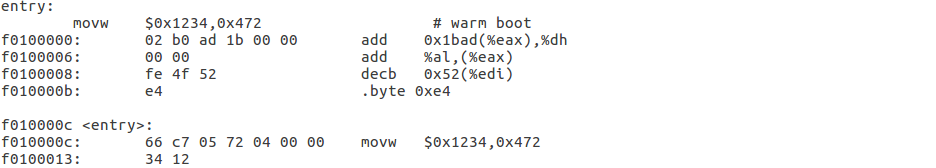 entry:
movw $0x1234,0x472 # warm boot
f0100000: 02 b0 ad 1b 00 00 add 0x1bad(%eax),%dh
f0100006: 00 00 add %al,(%eax)
f0100008: fe 4f 52 decb 0x52(%edi)
f010000b: e4 .byte 0xe4
f010000c <entry>:
f010000c: 66 c7 05 72 04 00 00 movw $0x1234,0x472
f0100013: 34 12